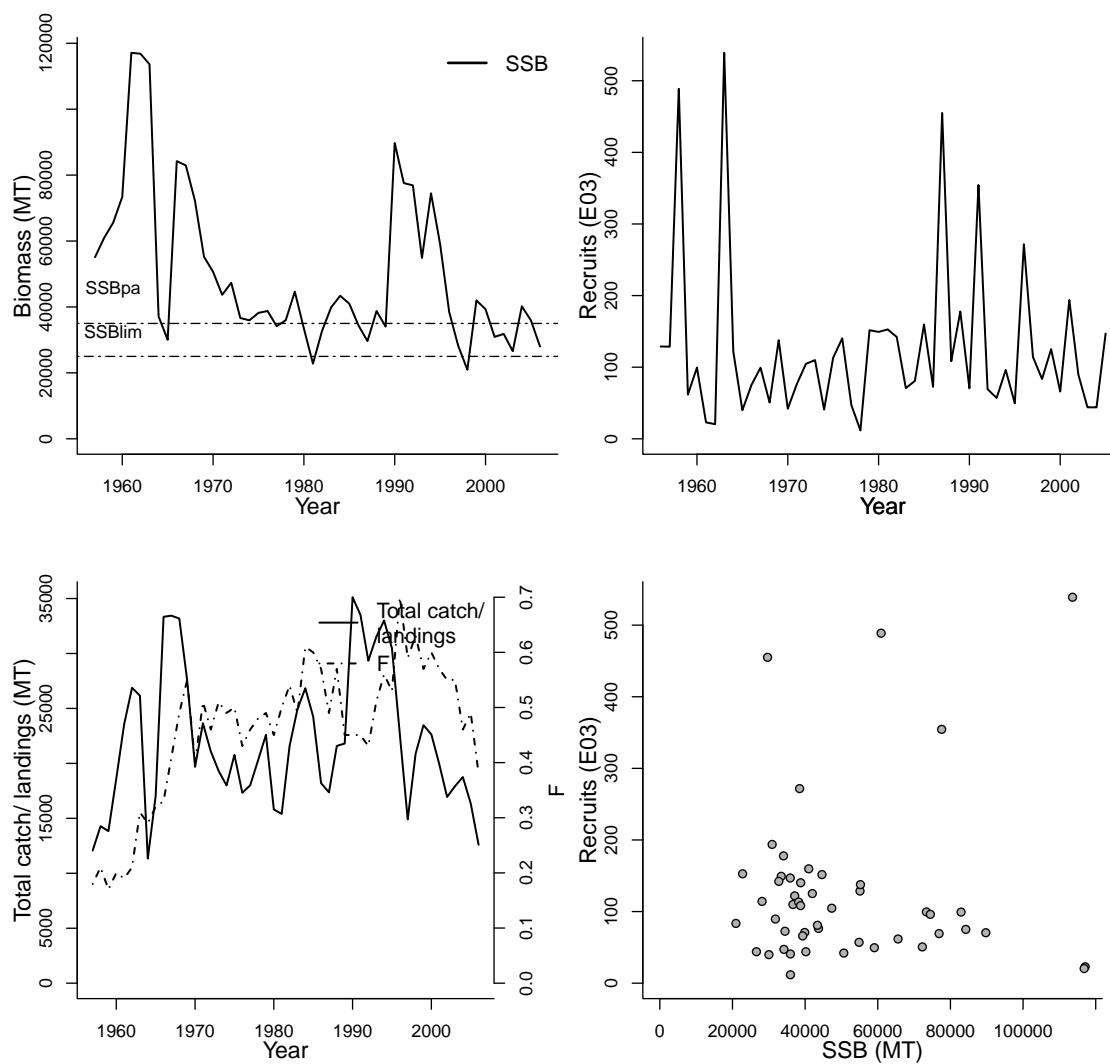 120000
80000
60000
40000
20000
0
Biomass (MT)
SSB
SSBpa
SSBlim
1960 1970 1980 1990 2000
Year
500
400
300
200
100
0
Recruits (E03)
1960 1970 1980 1990 2000
Year
35000
25000
15000
5000
0
Total catch/ landings (MT)
Total catch/
landings
F
0.7
0.6
0.5
0.4
0.3
0.2
0.1
0.0
F
1960 1970 1980 1990 2000
Year
500
400
300
200
100
0
Recruits (E03)
0 20000 40000 60000 80000 100000
SSB (MT)